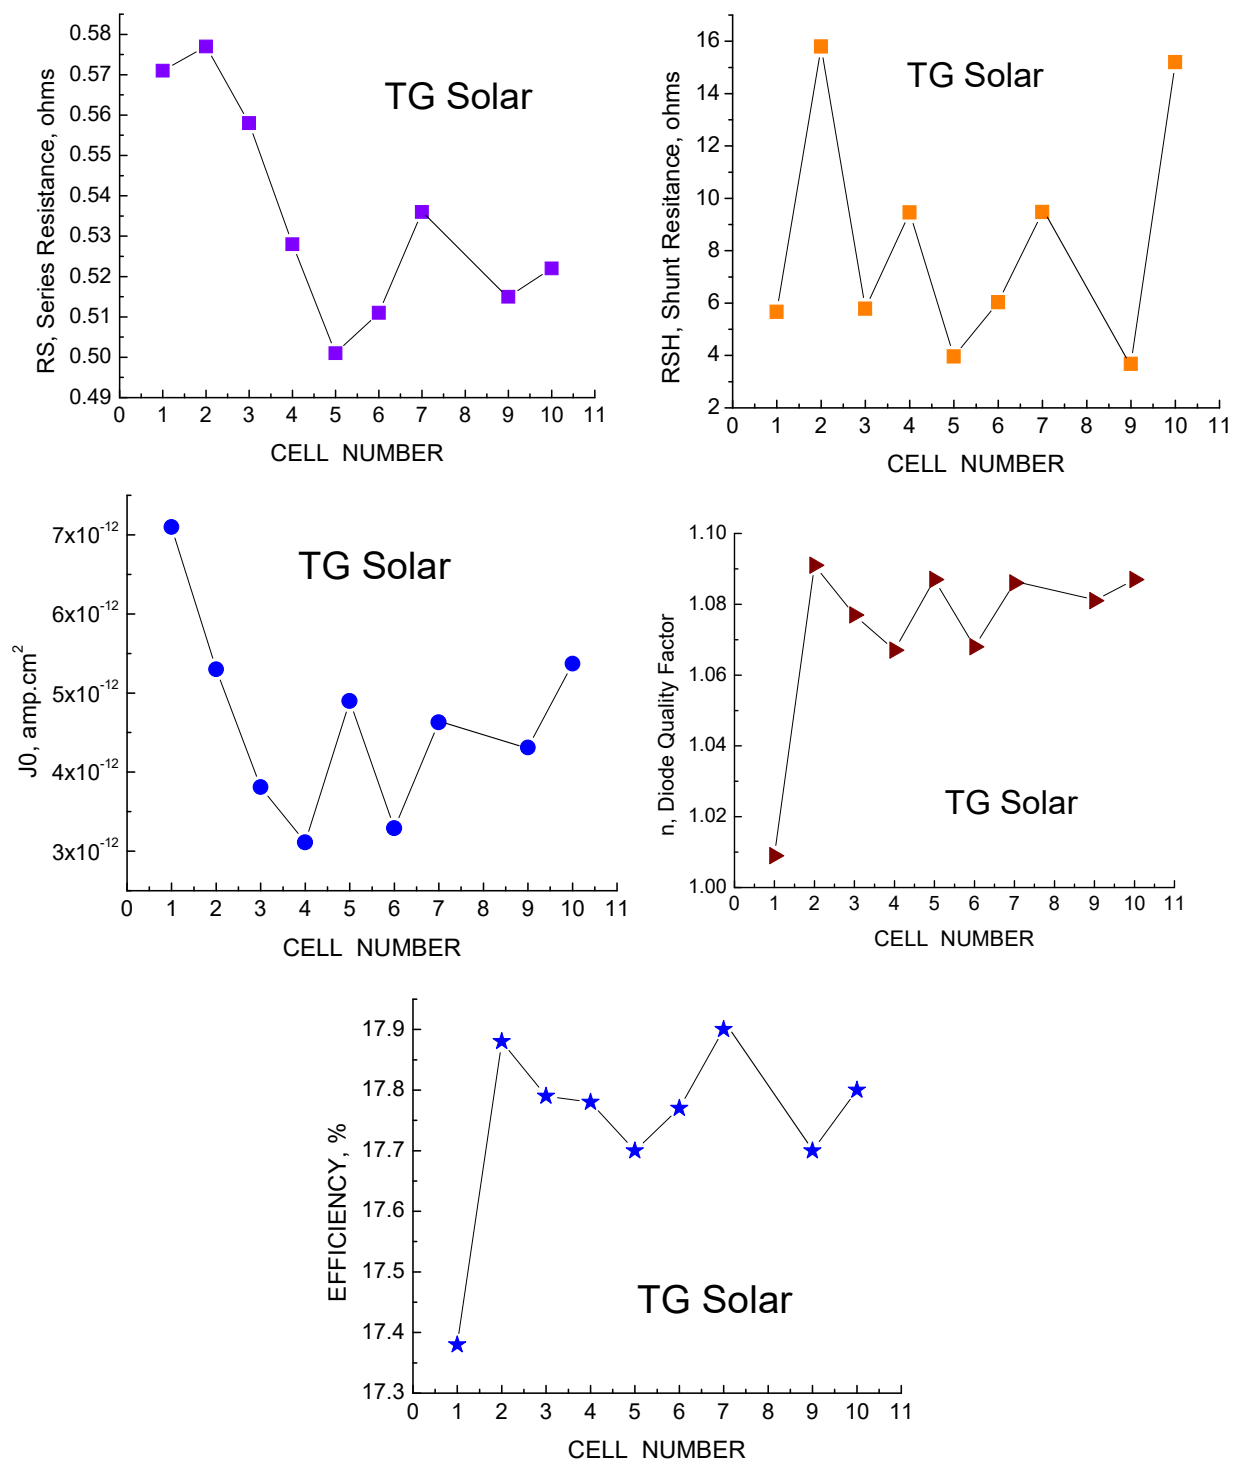 0.58
0.57
0.56
0.55
0.54
0.53
0.52
0.51
0.50
0.49
RS, Series Resistance, ohms
TG Solar
0 1 2 3 4 5 6 7 8 9 10 11
CELL NUMBER
16
14
12
10
8
6
4
2
RSH, Shunt Resitance, ohms
TG Solar
0 1 2 3 4 5 6 7 8 9 10 11
CELL NUMBER
7x10⁻¹²
6x10⁻¹²
5x10⁻¹²
4x10⁻¹²
3x10⁻¹²
J0, amp.cm²
TG Solar
0 1 2 3 4 5 6 7 8 9 10 11
CELL NUMBER
1.10
1.08
1.06
1.04
1.02
1.00
n, Diode Quality Factor
TG Solar
0 1 2 3 4 5 6 7 8 9 10 11
CELL NUMBER
17.9
17.8
17.7
17.6
17.5
17.4
17.3
EFFICIENCY, %
TG Solar
0 1 2 3 4 5 6 7 8 9 10 11
CELL NUMBER